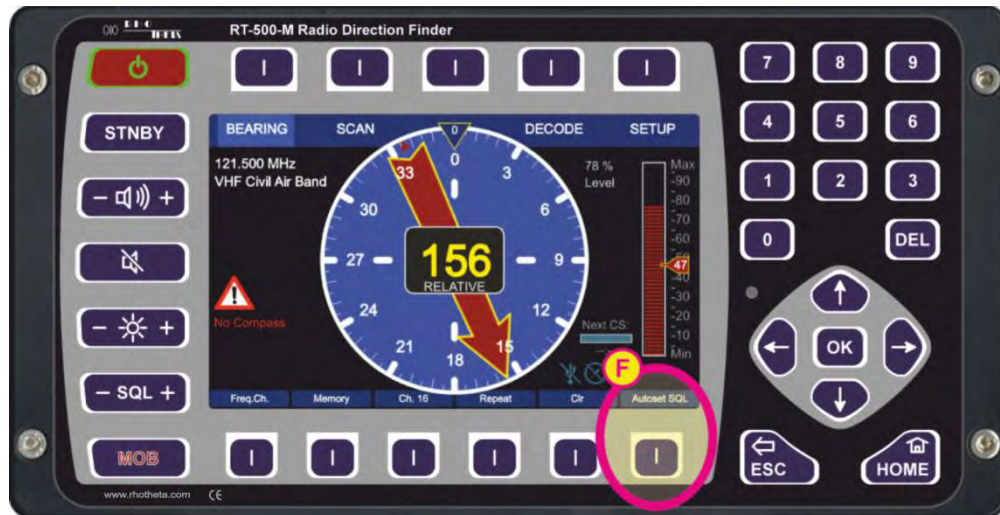 RHO
THETA
RT-500-M Radio Direction Finder
7
8
9
STNBY
BEARING
SCAN
DECODE
SETUP
4
5
6
121.500 MHz
VHF Civil Air Band
0
0
3
6
9
12
15
18
21
24
27
30
33
156
RELATIVE
78 %
Level
Max
-90
-80
-70
-60
47
-40
-30
-20
-10
Min
1
2
3
- +
0
DEL
No Compass
Next CS:
- +
OK
- SQL +
F
Freq.Ch.
Memory
Ch. 16
Repeat
Clr
Autoset SQL
MOB
ESC
HOME
www.rhotheta.com CE